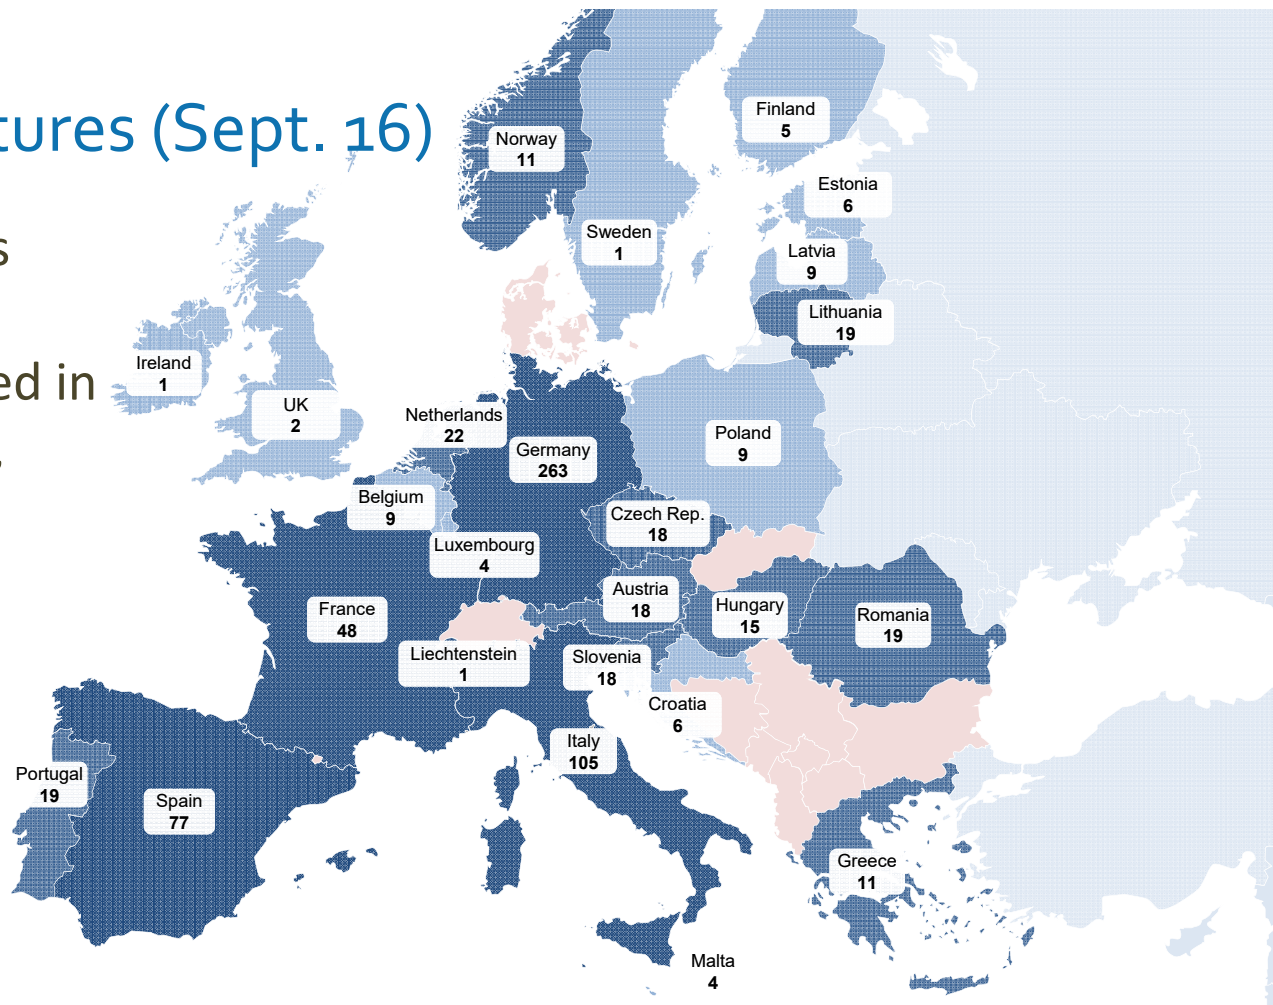 tures (Sept. 16)
s
ed in
,
Norway
11
Finland
5
Estonia
6
Sweden
1
Latvia
9
Lithuania
19
Ireland
1
UK
2
Netherlands
22
Germany
263
Poland
9
Belgium
9
Czech Rep.
18
Luxembourg
4
Austria
18
Hungary
15
Romania
19
France
48
Liechtenstein
1
Slovenia
18
Croatia
6
Italy
105
Portugal
19
Spain
77
Greece
11
Malta
4